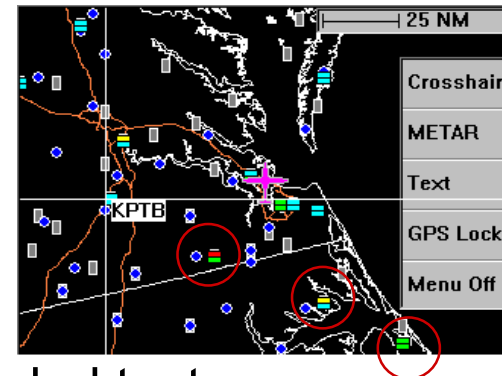 25 NM
Crosshair
METAR
Text
GPS Lock
Menu Off
KPTB